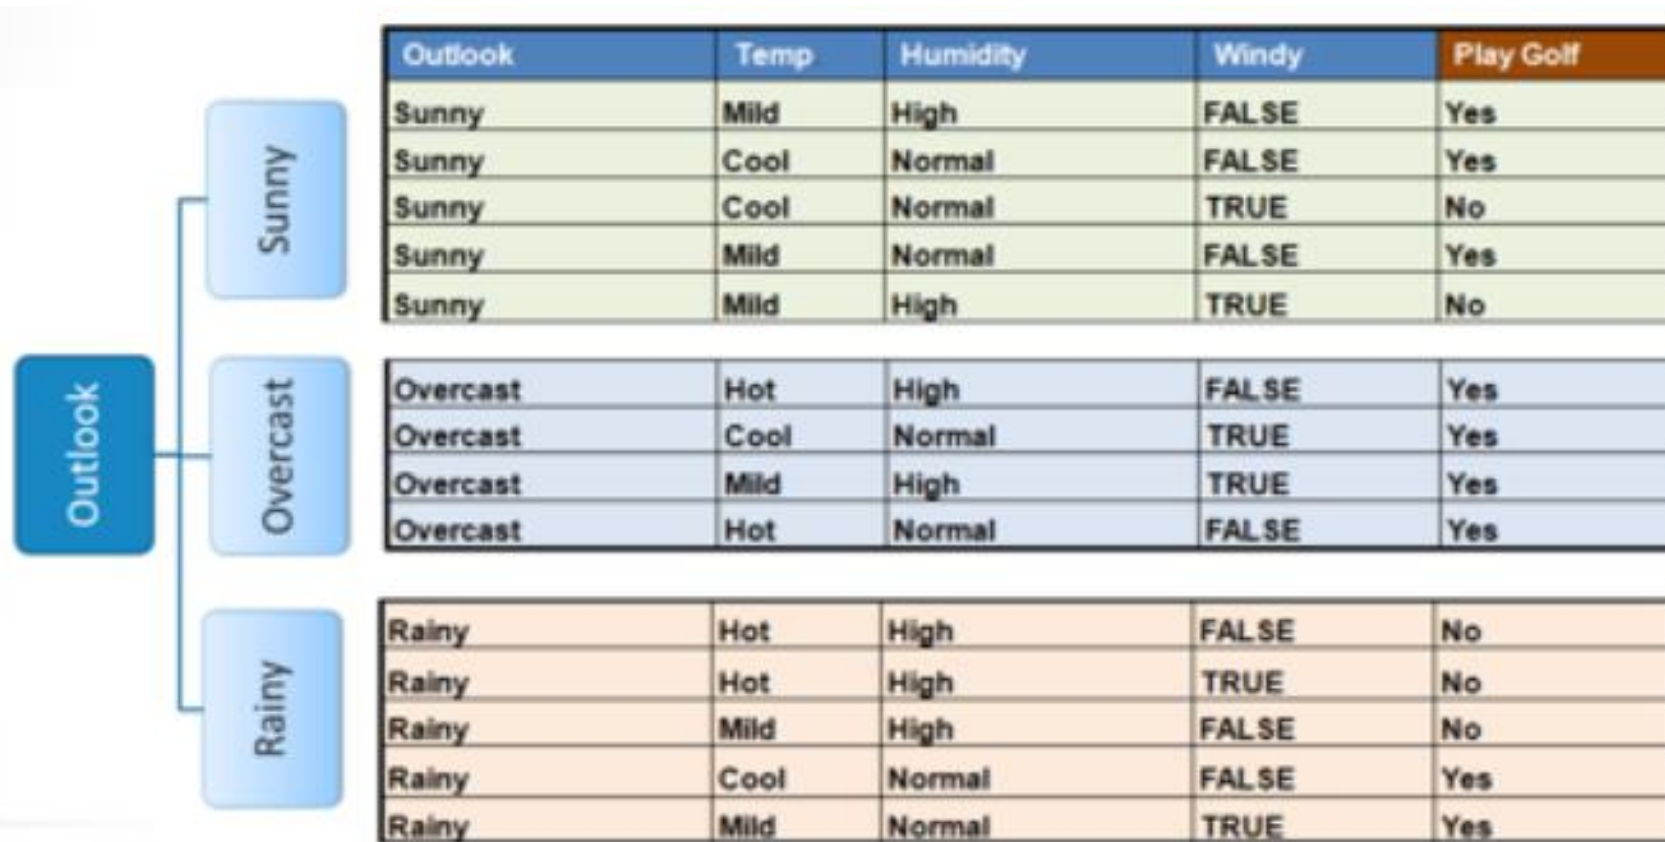 Outlook Temp Humidity Windy Play Golf
Sunny Mild High FALSE Yes
Sunny Cool Normal FALSE Yes
Sunny Cool Normal TRUE No
Sunny Mild Normal FALSE Yes
Sunny Mild High TRUE No
Overcast Hot High FALSE Yes
Overcast Cool Normal TRUE Yes
Overcast Mild High TRUE Yes
Overcast Hot Normal FALSE Yes
Rainy Hot High FALSE No
Rainy Hot High TRUE No
Rainy Mild High FALSE No
Rainy Cool Normal FALSE Yes
Rainy Mild Normal TRUE Yes
Outlook
Sunny
Overcast
Rainy